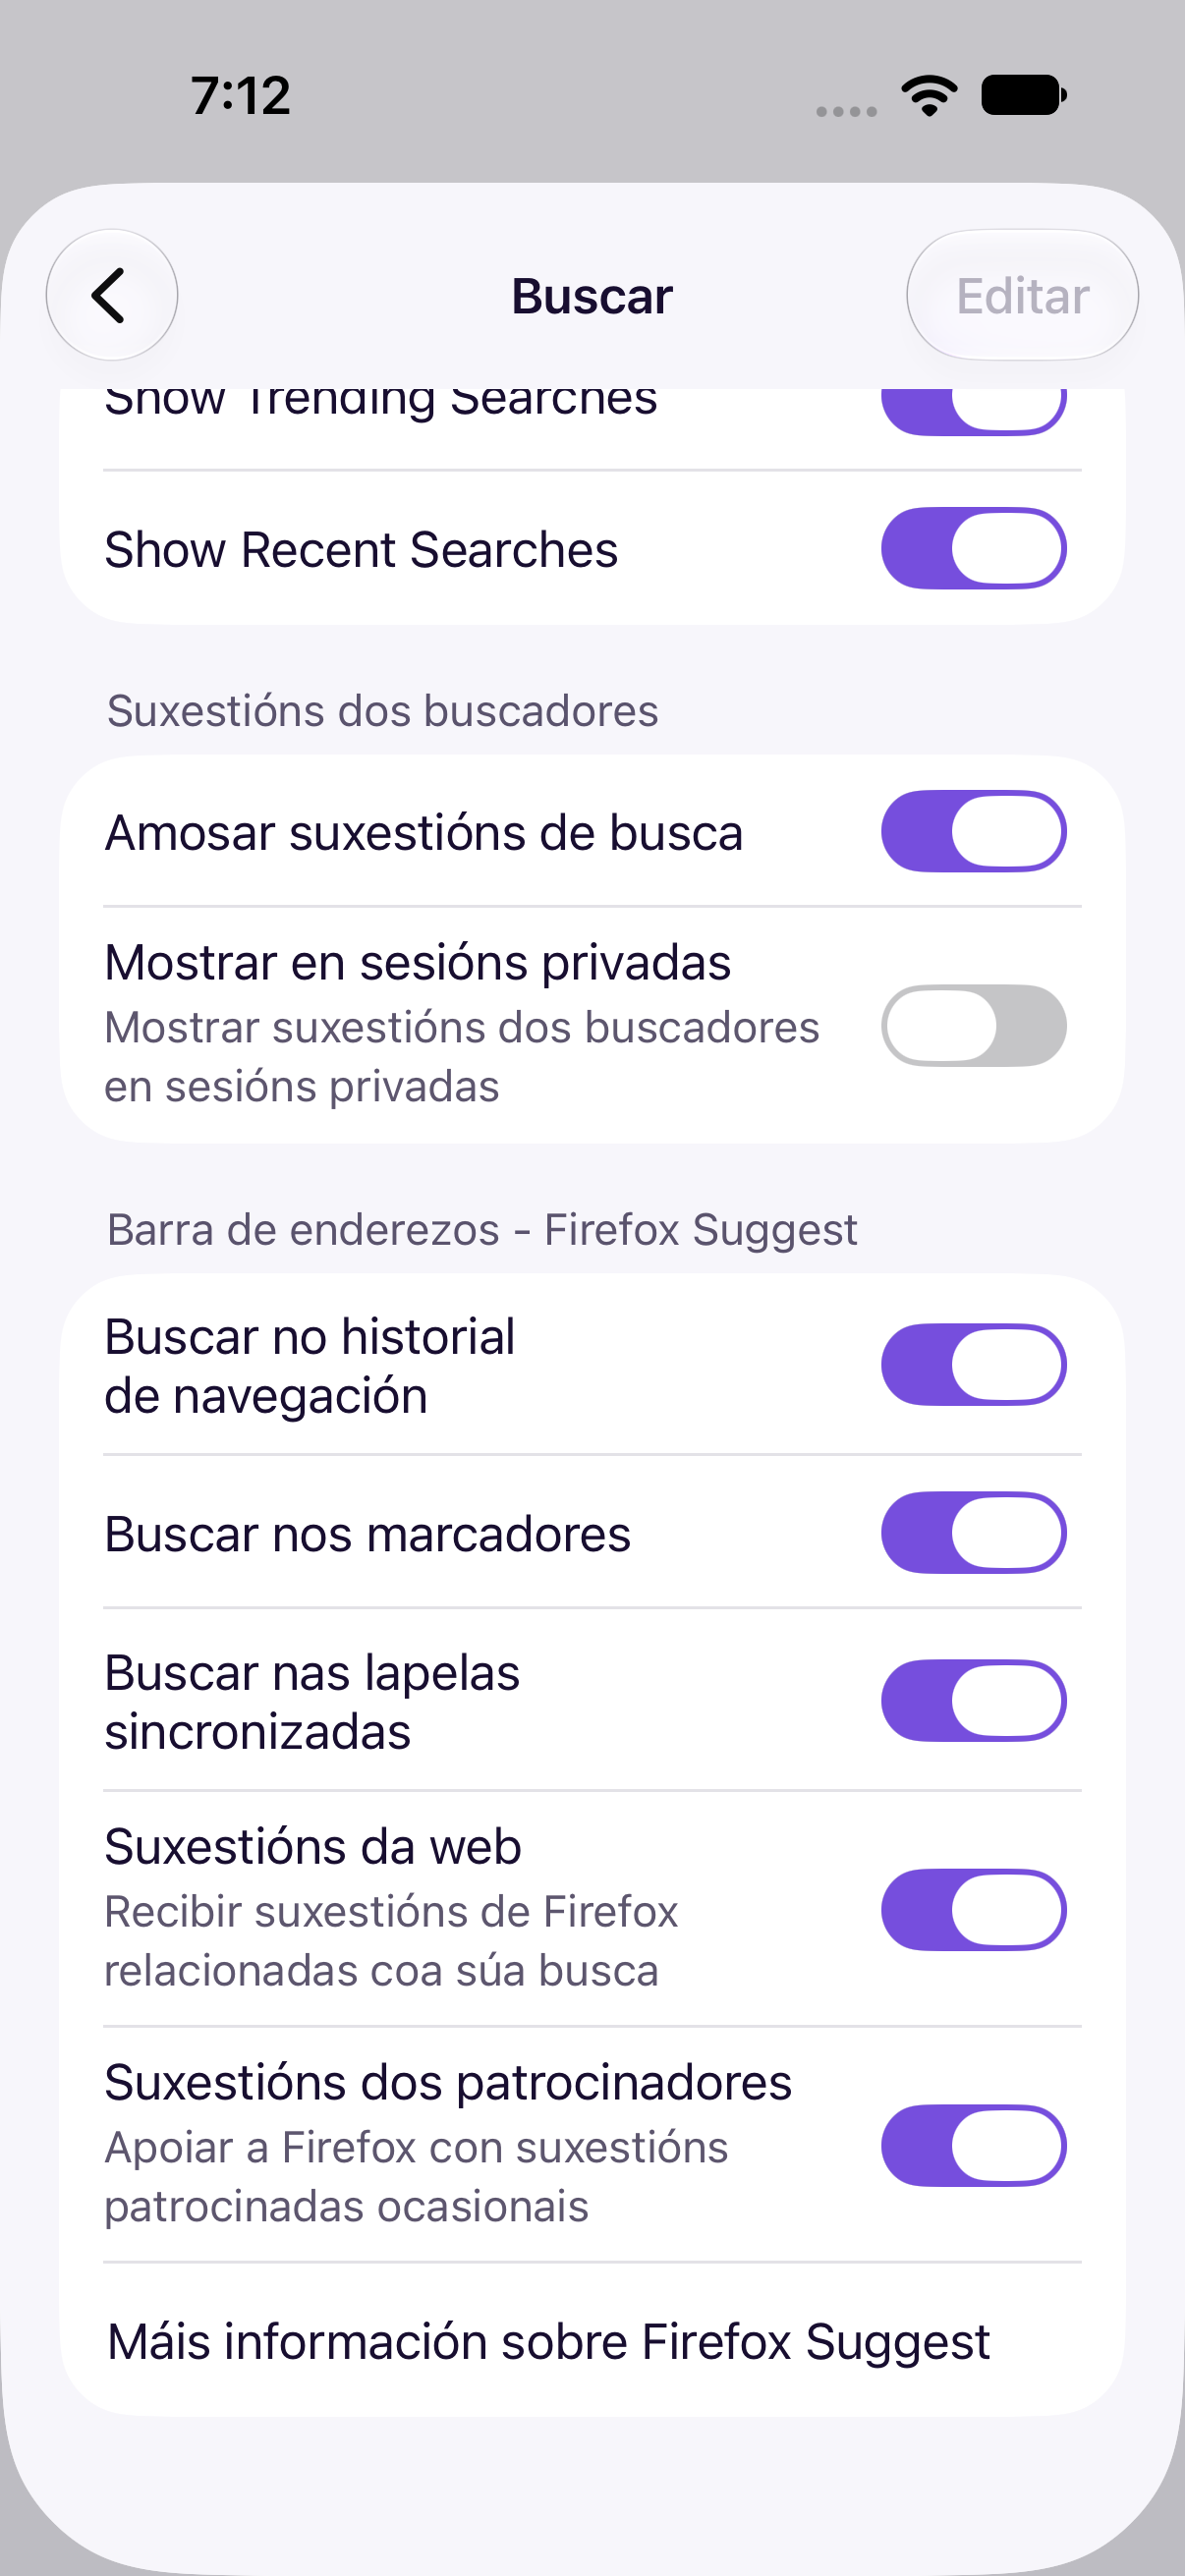 7:12
Buscar
Editar
Show Trending Searches
Show Recent Searches
Suxestións dos buscadores
Amosar suxestións de busca
Mostrar en sesións privadas
Mostrar suxestións dos buscadores
en sesións privadas
Barra de enderezos - Firefox Suggest
Buscar no historial
de navegación
Buscar nos marcadores
Buscar nas lapelas
sincronizadas
Suxestións da web
Recibir suxestións de Firefox
relacionadas coa súa busca
Suxestións dos patrocinadores
Apoiar a Firefox con suxestións
patrocinadas ocasionais
Máis información sobre Firefox Suggest